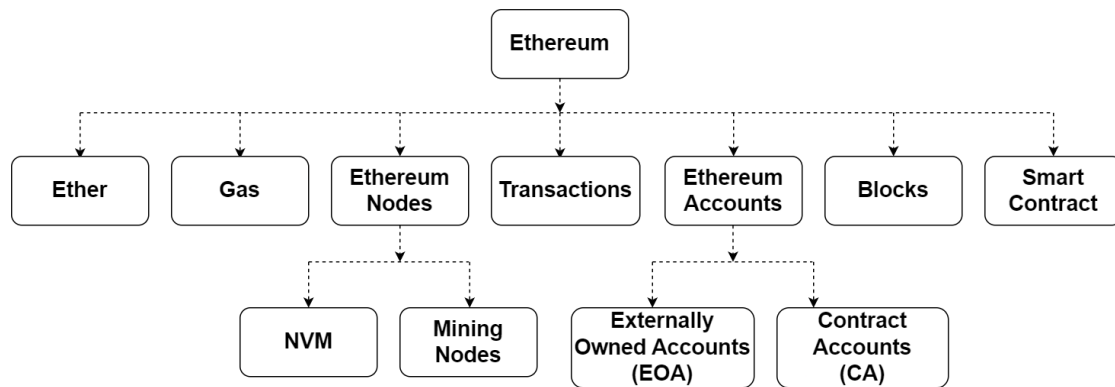 Ethereum
Ether
Gas
Ethereum
Nodes
Transactions
Ethereum
Accounts
Blocks
Smart
Contract
NVM
Mining
Nodes
Externally
Owned Accounts
(EOA)
Contract
Accounts
(CA)